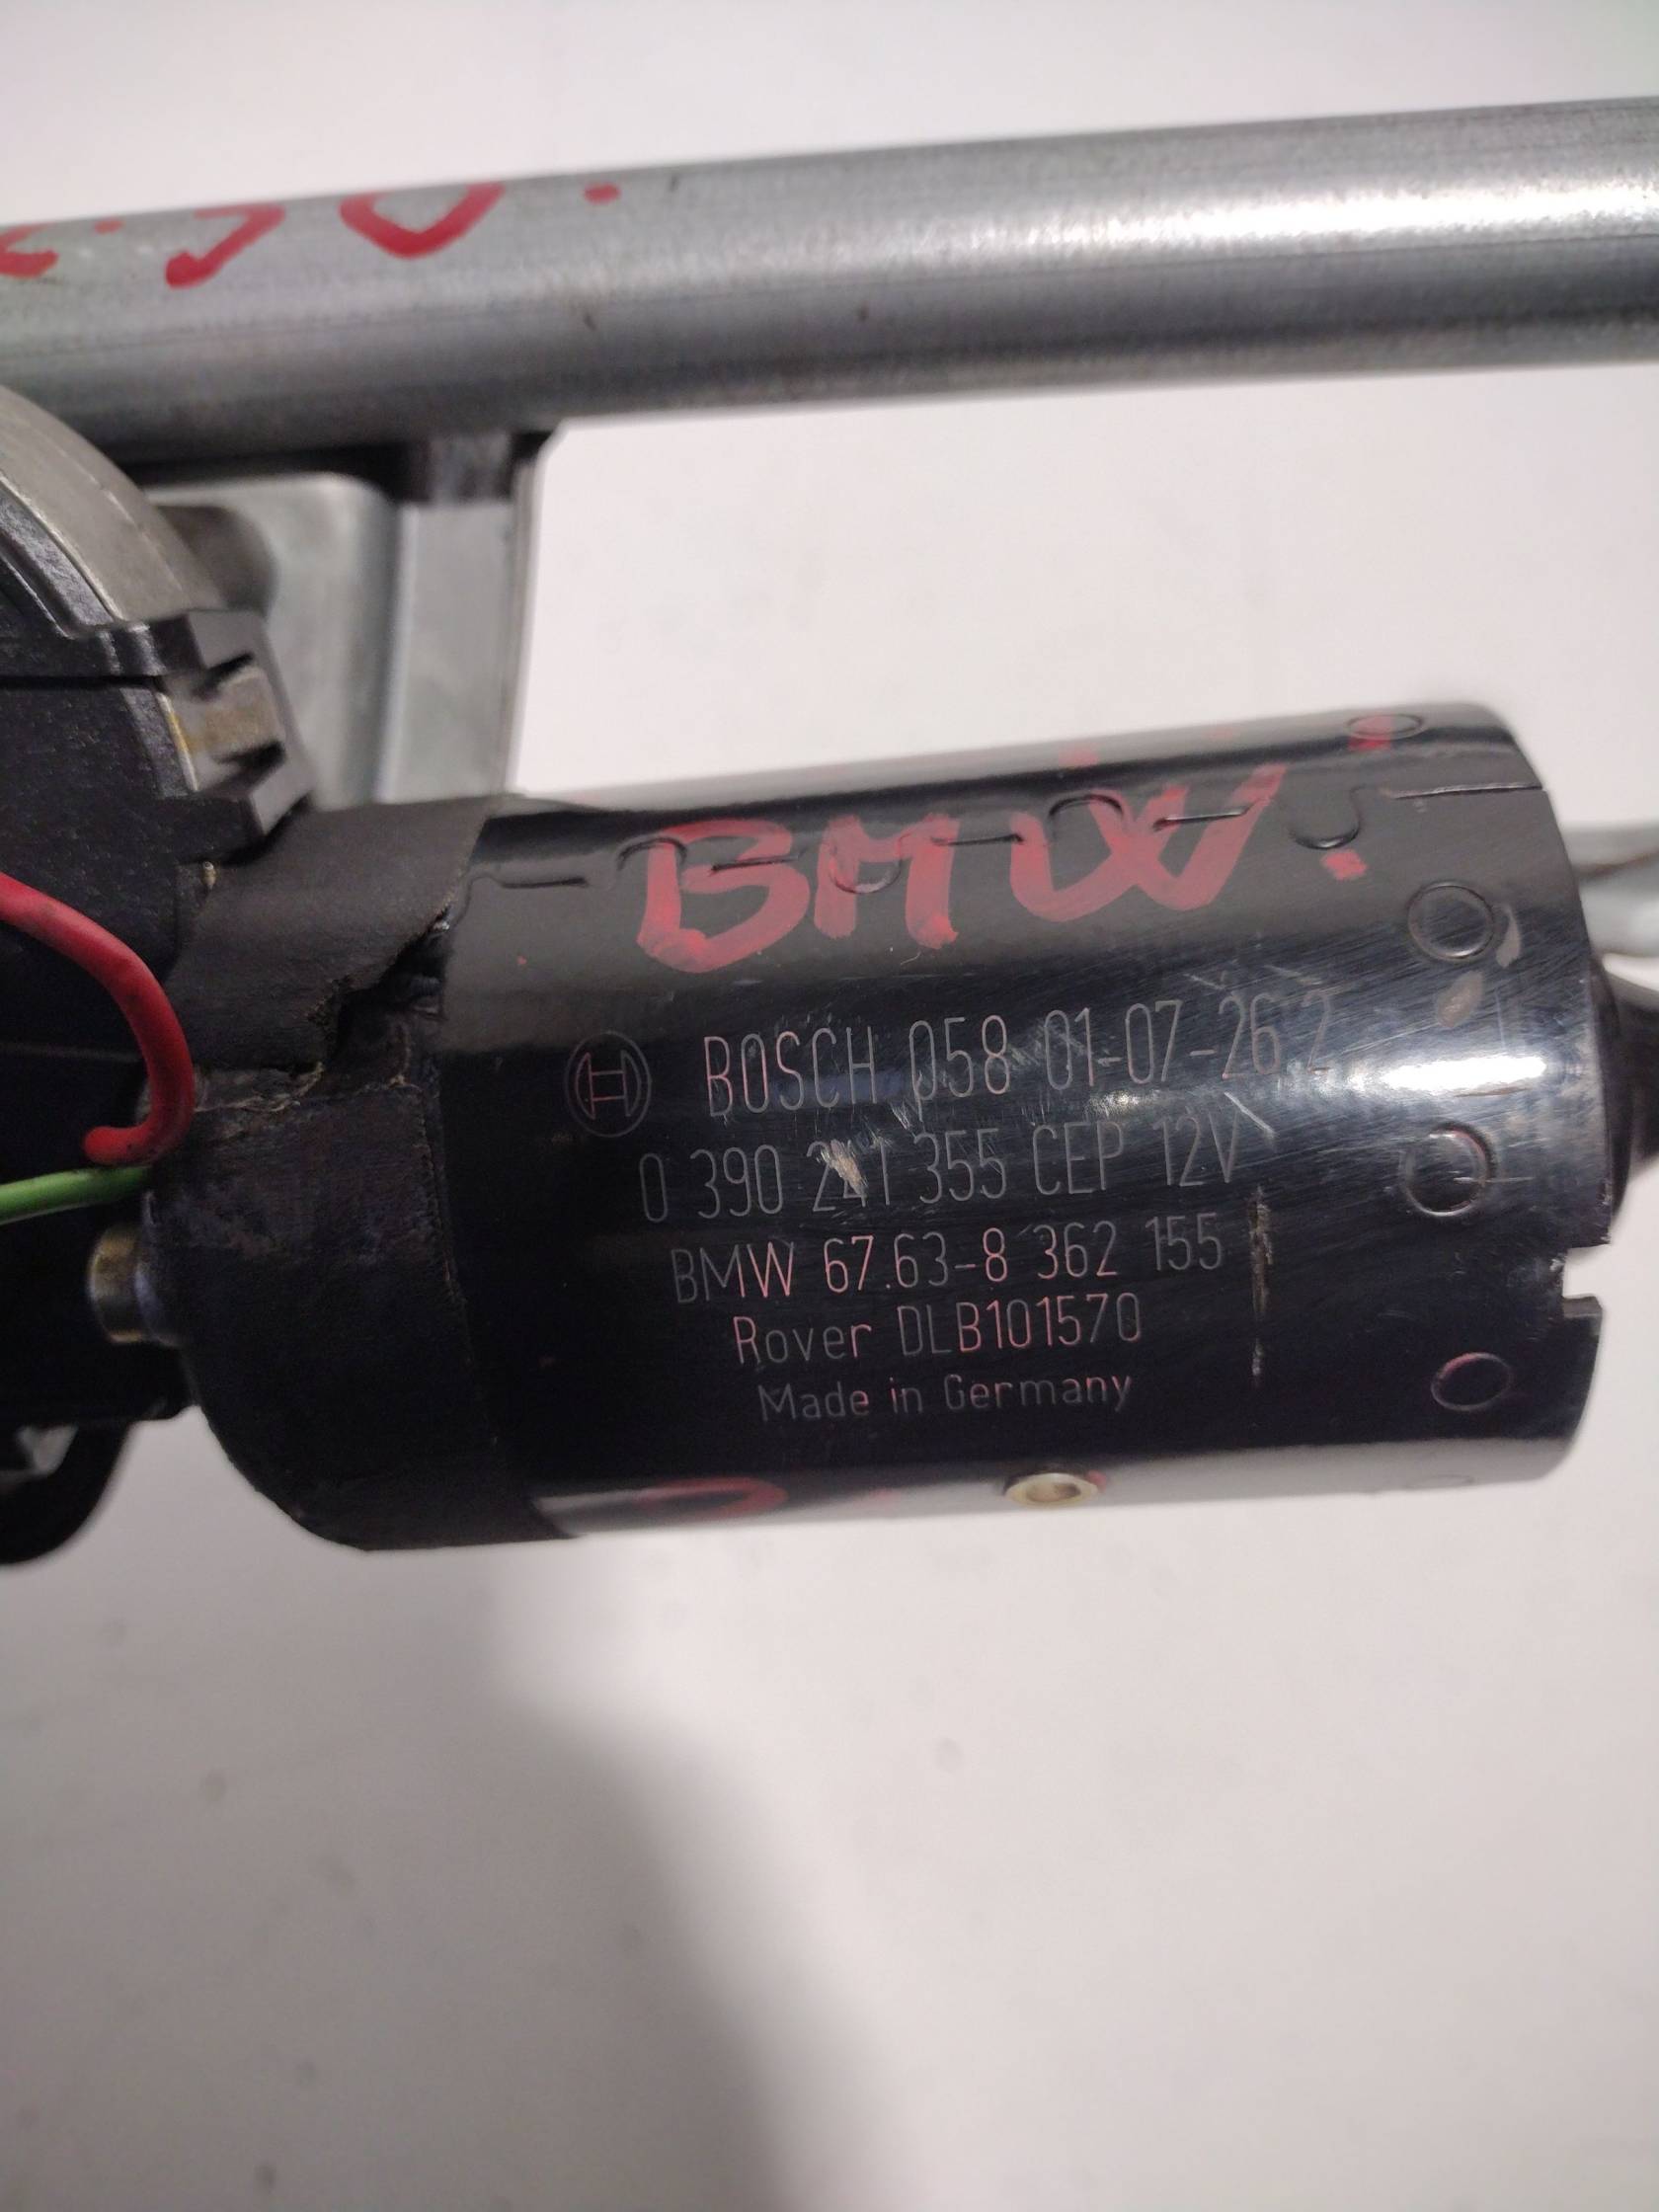 BMW.
BOSCH 058 01-07-26 2
0 390 241 355 CEP 12V
BMW 67.63-8 362 155
Rover DLB101570
Made in Germany